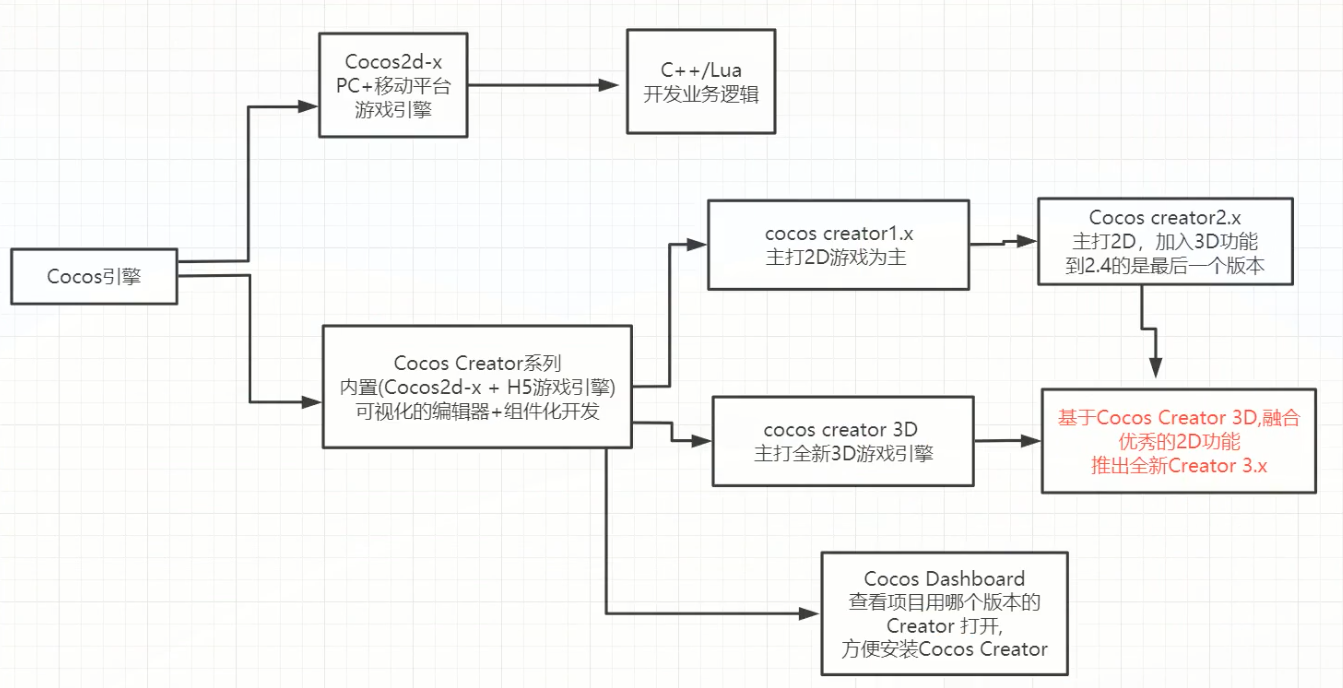 Cocos2d-x
PC+移动平台
游戏引擎
C++/Lua
开发业务逻辑
Cocos引擎
cocos creator1.x
主打2D游戏为主
Cocos creator2.x
主打2D，加入3D功能
到2.4的是最后一个版本
Cocos Creator系列
内置(Cocos2d-x + H5游戏引擎)
可视化的编辑器+组件化开发
cocos creator 3D
主打全新3D游戏引擎
基于Cocos Creator 3D,融合
优秀的2D功能
推出全新Creator 3.x
Cocos Dashboard
查看项目用哪个版本的
Creator 打开,
方便安装Cocos Creator